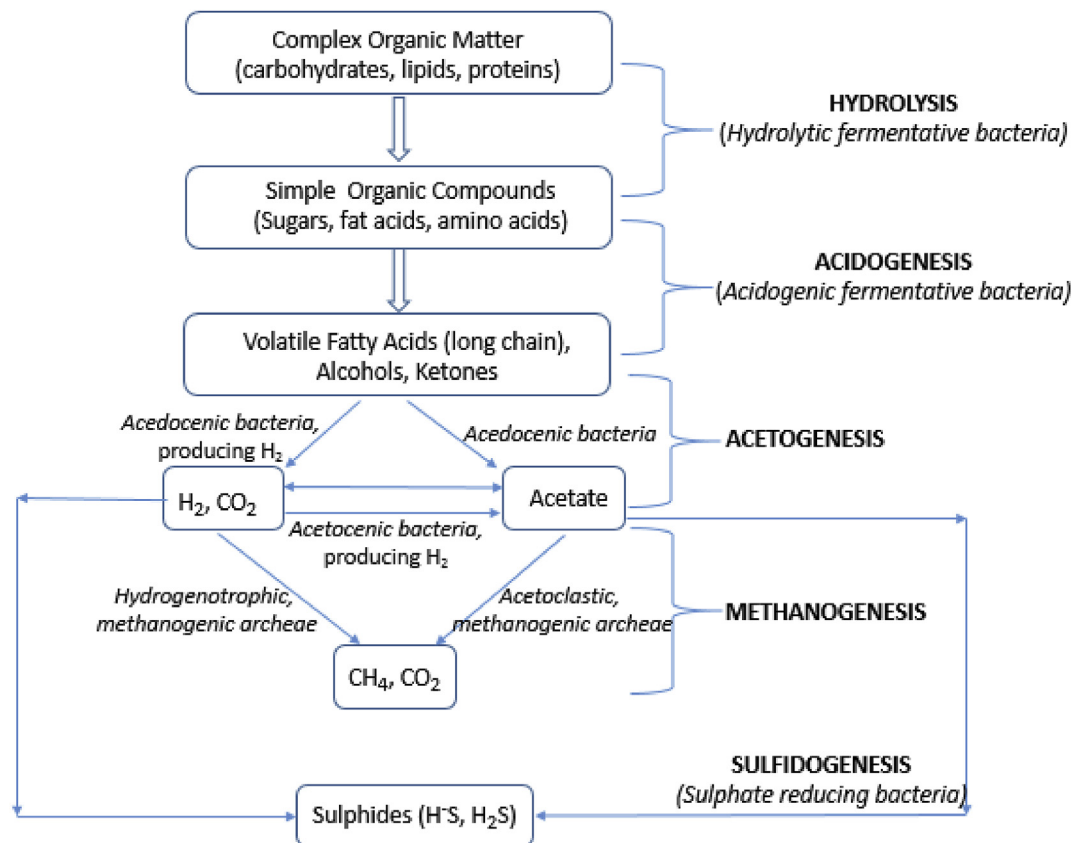 Complex Organic Matter
(carbohydrates, lipids, proteins)
HYDROLYSIS
(Hydrolytic fermentative bacteria)
Simple Organic Compounds
(Sugars, fat acids, amino acids)
ACIDOGENESIS
(Acidogenic fermentative bacteria)
Volatile Fatty Acids (long chain),
Alcohols, Ketones
Acedocenic bacteria,
producing H₂
Acedocenic bacteria
ACETOGENESIS
H₂, CO₂
Acetate
Acetocenic bacteria,
producing H₂
Hydrogenotrophic,
methanogenic archeae
Acetoclastic,
methanogenic archeae
METHANOGENESIS
CH₄, CO₂
SULFIDOGENESIS
(Sulphate reducing bacteria)
Sulphides (H⁻S, H₂S)